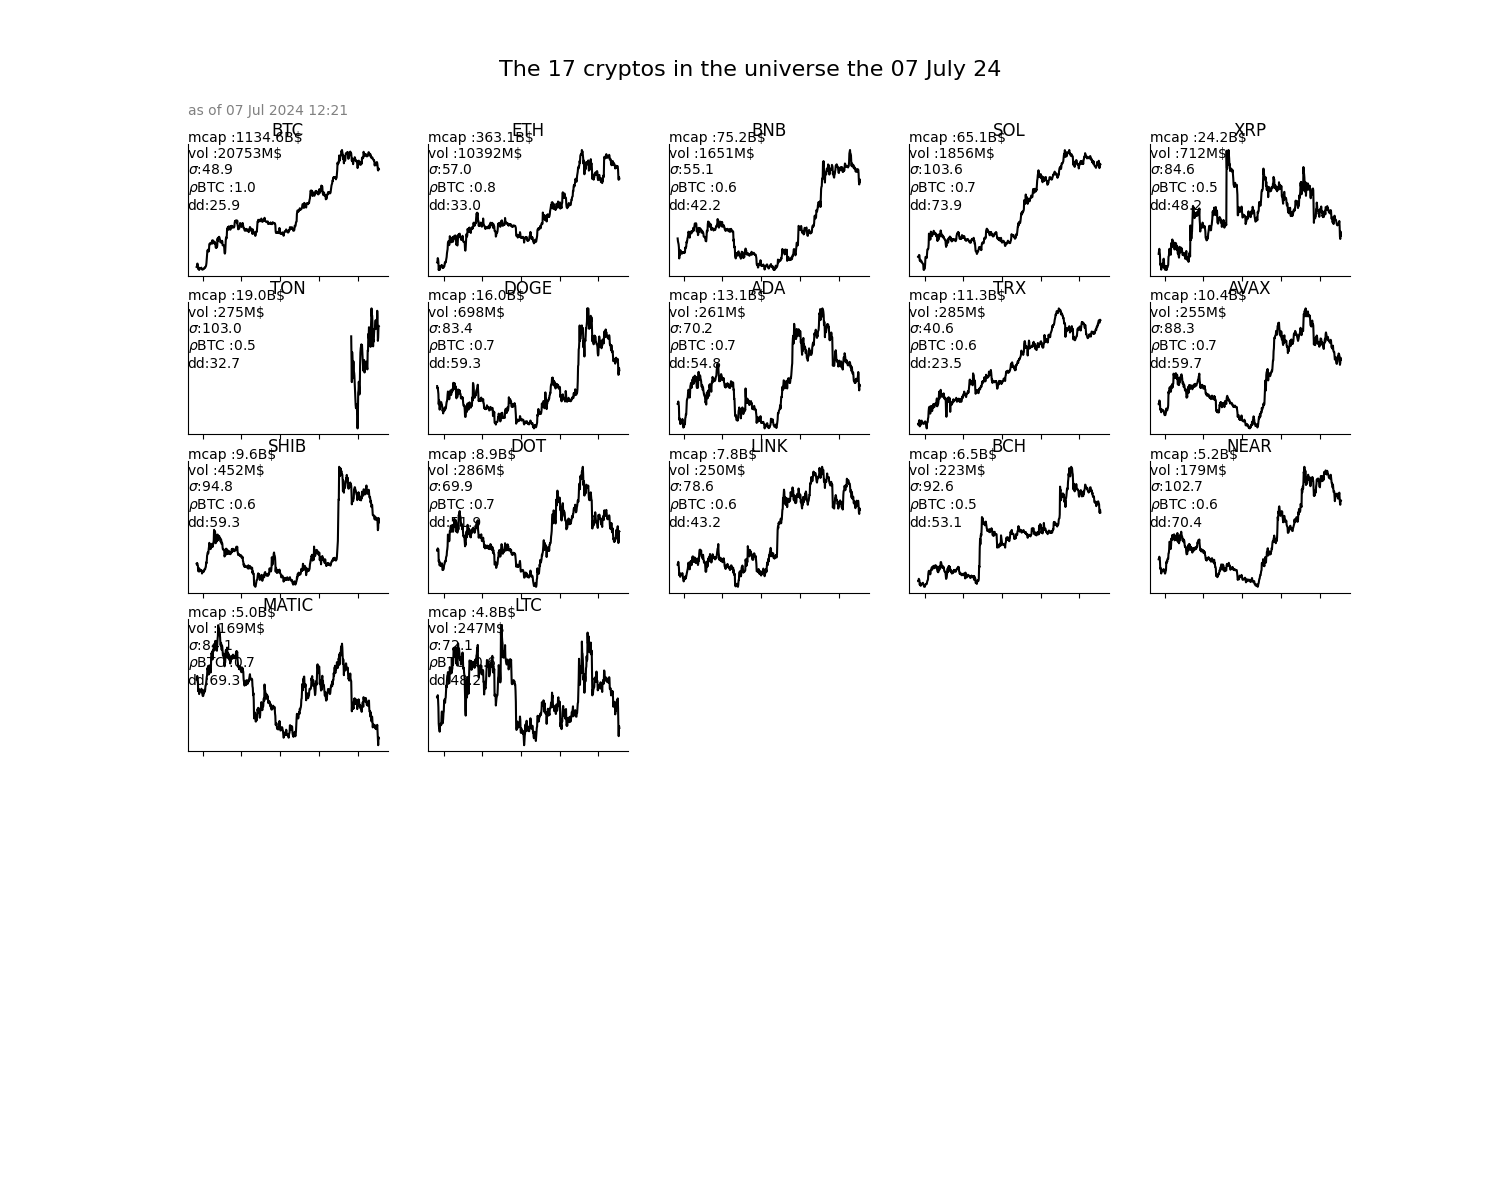 The 17 cryptos in the universe the 07 July 24
as of 07 Jul 2024 12:21
BTC
mcap :1134.6B$
vol :20753M$
σ:48.9
ρBTC :1.0
dd:25.9
ETH
mcap :363.1B$
vol :10392M$
σ:57.0
ρBTC :0.8
dd:33.0
BNB
mcap :75.2B$
vol :1651M$
σ:55.1
ρBTC :0.6
dd:42.2
SOL
mcap :65.1B$
vol :1856M$
σ:103.6
ρBTC :0.7
dd:73.9
XRP
mcap :24.2B$
vol :712M$
σ:84.6
ρBTC :0.5
dd:48.2
TON
mcap :19.0B$
vol :275M$
σ:103.0
ρBTC :0.5
dd:32.7
DOGE
mcap :16.0B$
vol :698M$
σ:83.4
ρBTC :0.7
dd:59.3
ADA
mcap :13.1B$
vol :261M$
σ:70.2
ρBTC :0.7
dd:54.8
TRX
mcap :11.3B$
vol :285M$
σ:40.6
ρBTC :0.6
dd:23.5
AVAX
mcap :10.4B$
vol :255M$
σ:88.3
ρBTC :0.7
dd:59.7
SHIB
mcap :9.6B$
vol :452M$
σ:94.8
ρBTC :0.6
dd:59.3
DOT
mcap :8.9B$
vol :286M$
σ:69.9
ρBTC :0.7
LINK
mcap :7.8B$
vol :250M$
σ:78.6
ρBTC :0.6
dd:43.2
BCH
mcap :6.5B$
vol :223M$
σ:92.6
ρBTC :0.5
dd:53.1
NEAR
mcap :5.2B$
vol :179M$
σ:102.7
ρBTC :0.6
dd:70.4
MATIC
mcap :5.0B$
vol :169M$
ρBTC :0.7
dd:69.3
LTC
mcap :4.8B$
vol :247M$
σ:72.1
ρBTC
dd:48.2